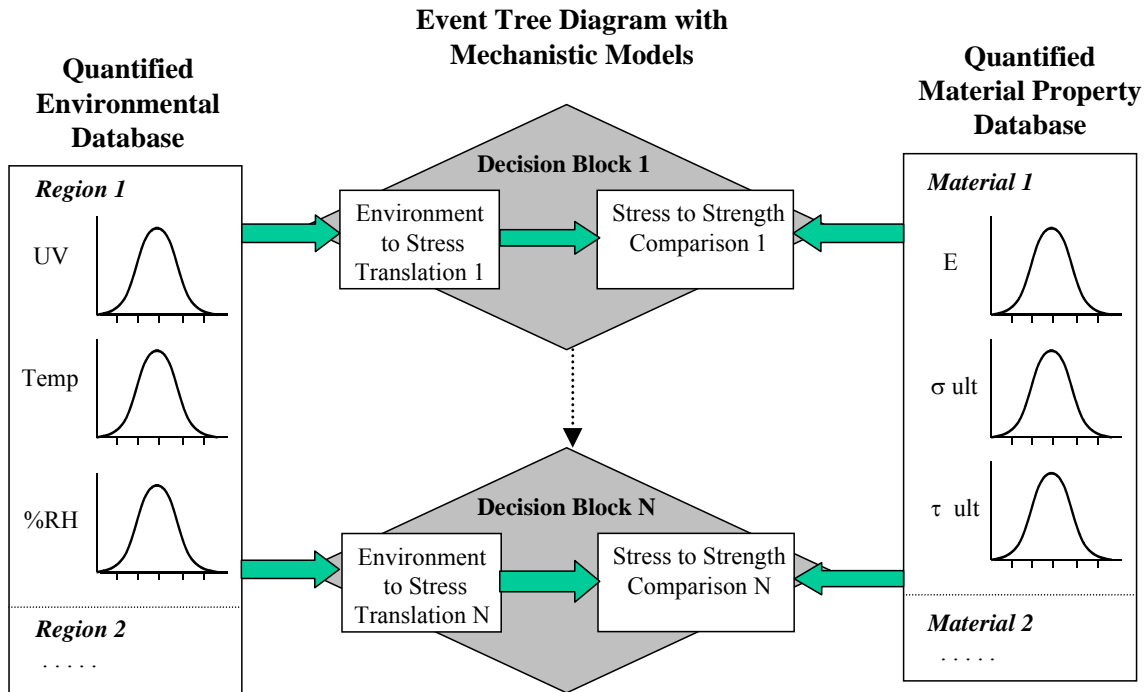 Event Tree Diagram with
Mechanistic Models
Quantified
Environmental
Database
Region 1
UV
Temp
%RH
Region 2
. . . . .
Decision Block 1
Environment
to Stress
Translation 1
Stress to Strength
Comparison 1
Decision Block N
Environment
to Stress
Translation N
Stress to Strength
Comparison N
Quantified
Material Property
Database
Material 1
E
σ ult
τ ult
Material 2
. . . . .